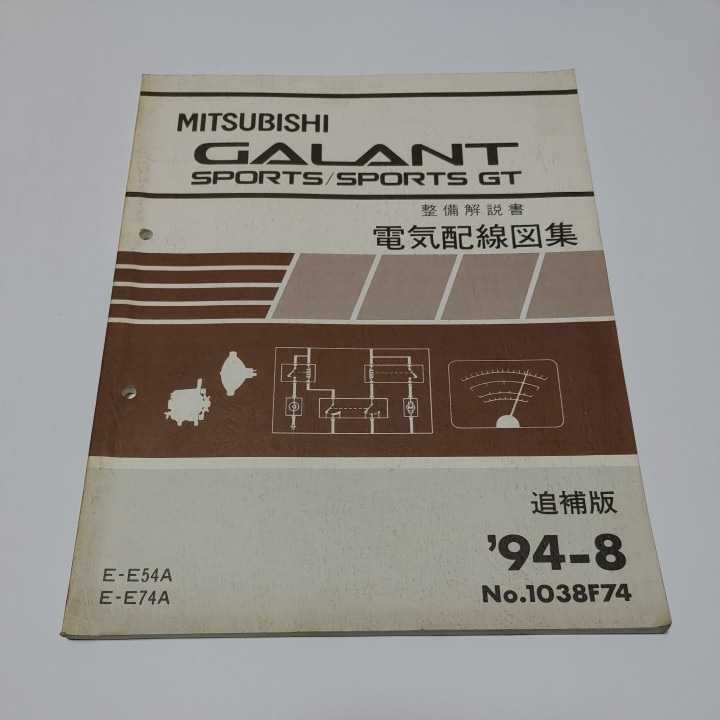 MITSUBISHI
GALANT
SPORTS/SPORTS GT
整備解説書
電気配線図集
追補版
'94-8
No.1038F74
E-E54A
E-E74A